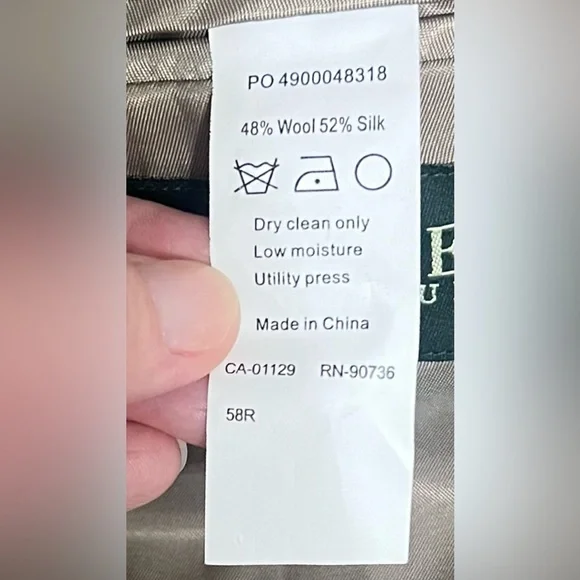 PO 4900048318
48% Wool 52% Silk
Dry clean only
Low moisture
Utility press
Made in China
CA-01129 RN-90736
58R